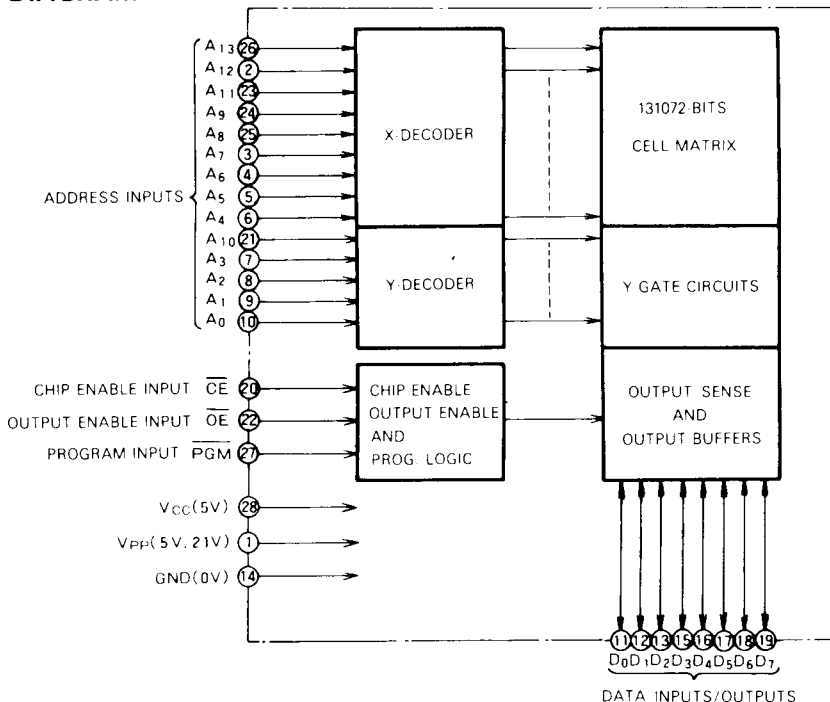 A13 26
A12 2
A11 23
A9 24
A8 25
A7 3
A6 4
A5 5
A4 6
A10 21
A3 7
A2 8
A1 9
A0 10
ADDRESS INPUTS
X-DECODER
Y-DECODER
131072-BITS
CELL MATRIX
Y GATE CIRCUITS
CHIP ENABLE INPUT CE 20
OUTPUT ENABLE INPUT OE 22
PROGRAM INPUT PGM 27
CHIP ENABLE
OUTPUT ENABLE
AND
PROG. LOGIC
OUTPUT SENSE
AND
OUTPUT BUFFERS
VCC(5V) 28
VPP(5V, 21V) 1
GND(0V) 14
11 12 13 15 16 17 18 19
D0 D1 D2 D3 D4 D5 D6 D7
DATA INPUTS/OUTPUTS